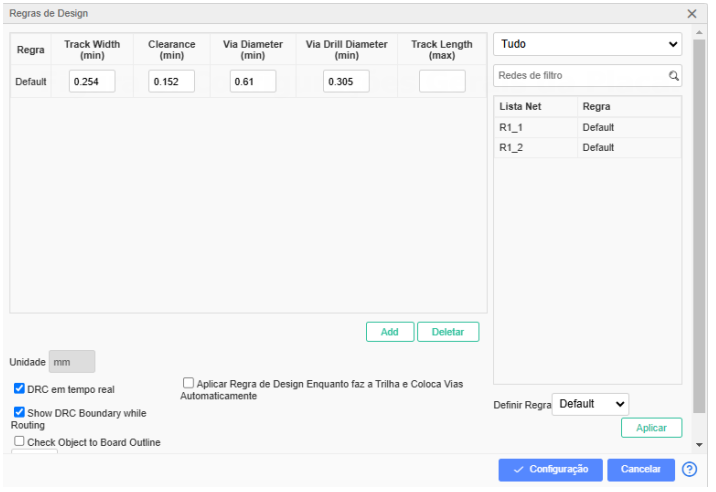 Regras de Design
Regra Track Width (min) Clearance (min) Via Diameter (min) Via Drill Diameter (min) Track Length (max)
Default 0.254 0.152 0.61 0.305
Add Deletar
Unidade mm
DRC em tempo real
Show DRC Boundary while
Routing
Check Object to Board Outline
Aplicar Regra de Design Enquanto faz a Trilha e Coloca Vias
Automaticamente
Tudo
Redes de filtro
Lista Net Regra
R1_1 Default
R1_2 Default
Definir Regra Default
Aplicar
Configuração Cancelar ?